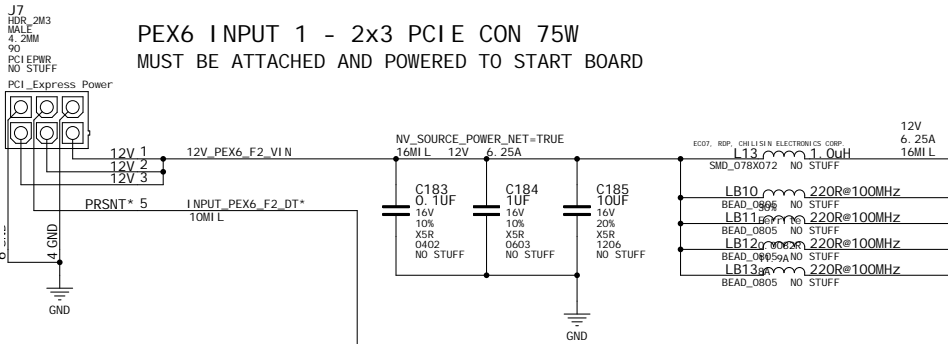 J7
HDR_2M3
MALE
4.2MM
90
PCIEPWR
NO STUFF
PCI_Express Power
PEX6 INPUT 1 - 2x3 PCIE CON 75W
MUST BE ATTACHED AND POWERED TO START BOARD
12V 1
12V 2
12V 3
12V_PEX6_F2_VIN
PRSNT* 5
INPUT_PEX6_F2_DT*
10MIL
4 GND
GND
NV_SOURCE_POWER_NET=TRUE
16MIL 12V 6.25A
C183
0.1UF
16V
10%
X5R
0402
NO STUFF
C184
1UF
16V
10%
X5R
0603
NO STUFF
C185
10UF
16V
20%
X5R
1206
NO STUFF
GND
ECO7, RDP, CHILISIN ELECTRONICS CORP.
L13 1.0uH
SMD_078X072 NO STUFF
12V
6.25A
16MIL
LB10 220R@100MHz
BEAD_0805 NO STUFF
30%
LB11 220R@100MHz
BEAD_0805 NO STUFF
LB12 220R@100MHz
BEAD_0805 NO STUFF
11.9A
LB13 220R@100MHz
8A
BEAD_0805 NO STUFF